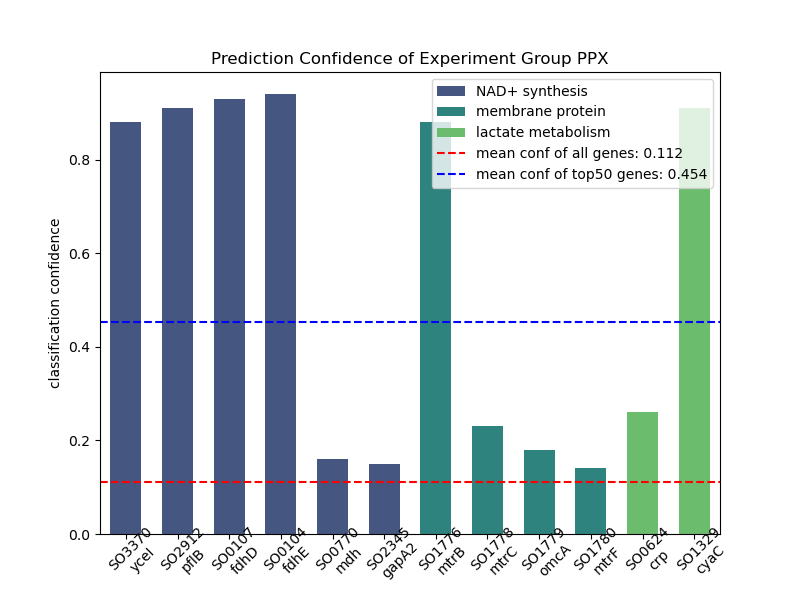 Prediction Confidence of Experiment Group PPX
NAD+ synthesis
membrane protein
lactate metabolism
mean conf of all genes: 0.112
mean conf of top50 genes: 0.454
classification confidence
0.8
0.6
0.4
0.2
0.0
SO3370
yceI
SO2912
pflB
SO0107
fdhD
SO0104
fdhE
SO0770
mdh
SO2345
gapA2
SO1776
mtrB
SO1778
mtrC
SO1779
omcA
SO1780
mtrF
SO0624
crp
SO1329
cyaC